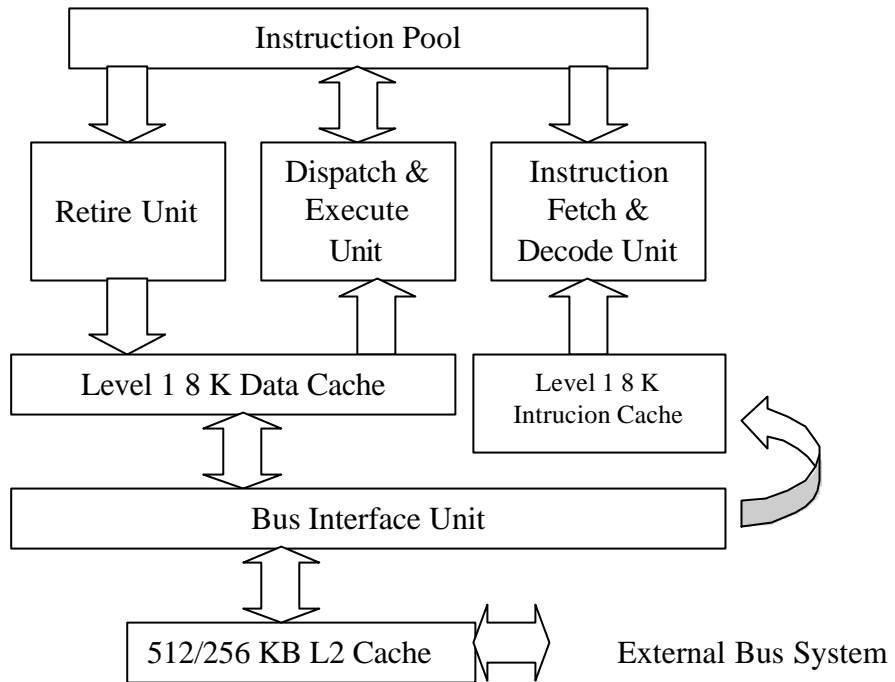 Instruction Pool
Retire Unit
Dispatch &
Execute
Unit
Instruction
Fetch &
Decode Unit
Level 1 8 K Data Cache
Level 1 8 K
Intrucion Cache
Bus Interface Unit
512/256 KB L2 Cache
External Bus System